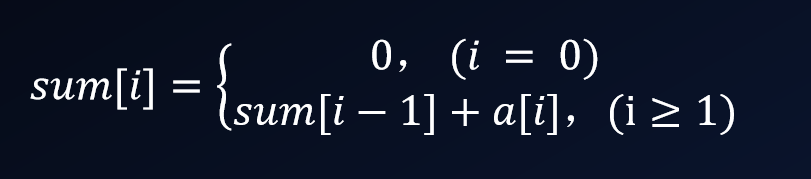 0， (i = 0)
sum[i] = {
sum[i − 1] + a[i]， (i ≥ 1)